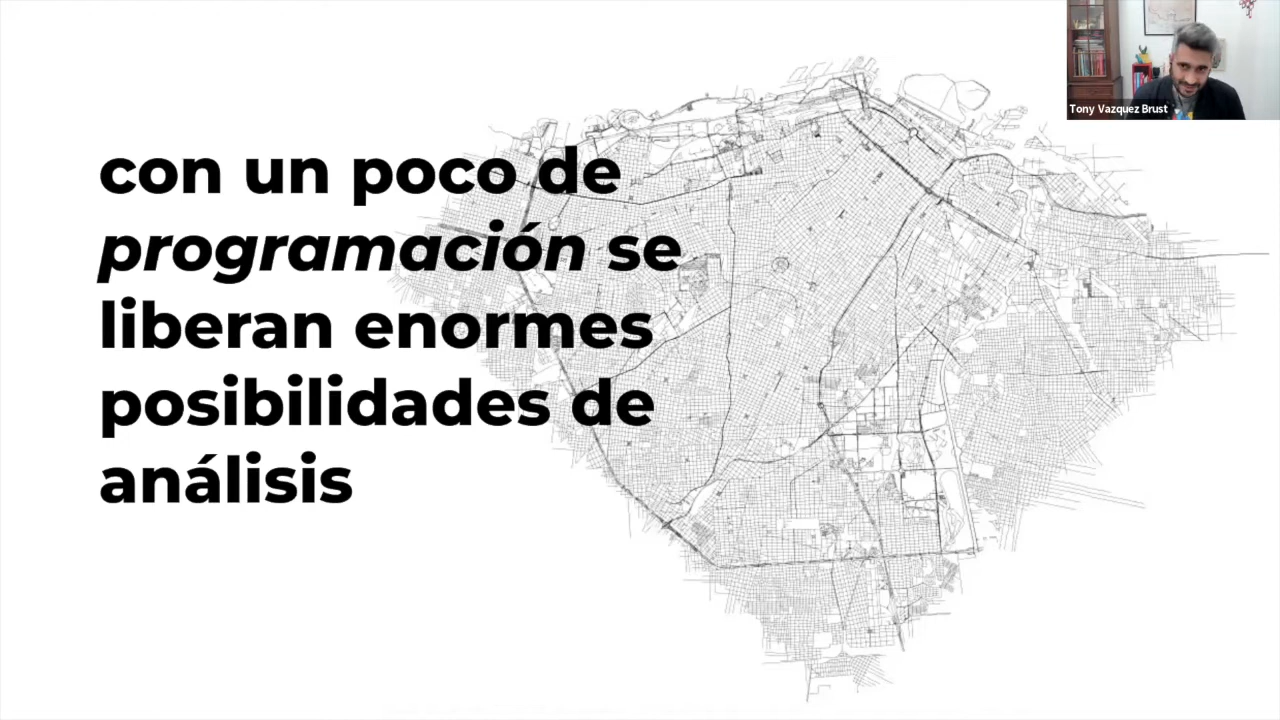 Tony Vazquez Brust
con un poco de
programación se
liberan enormes
posibilidades de
análisis